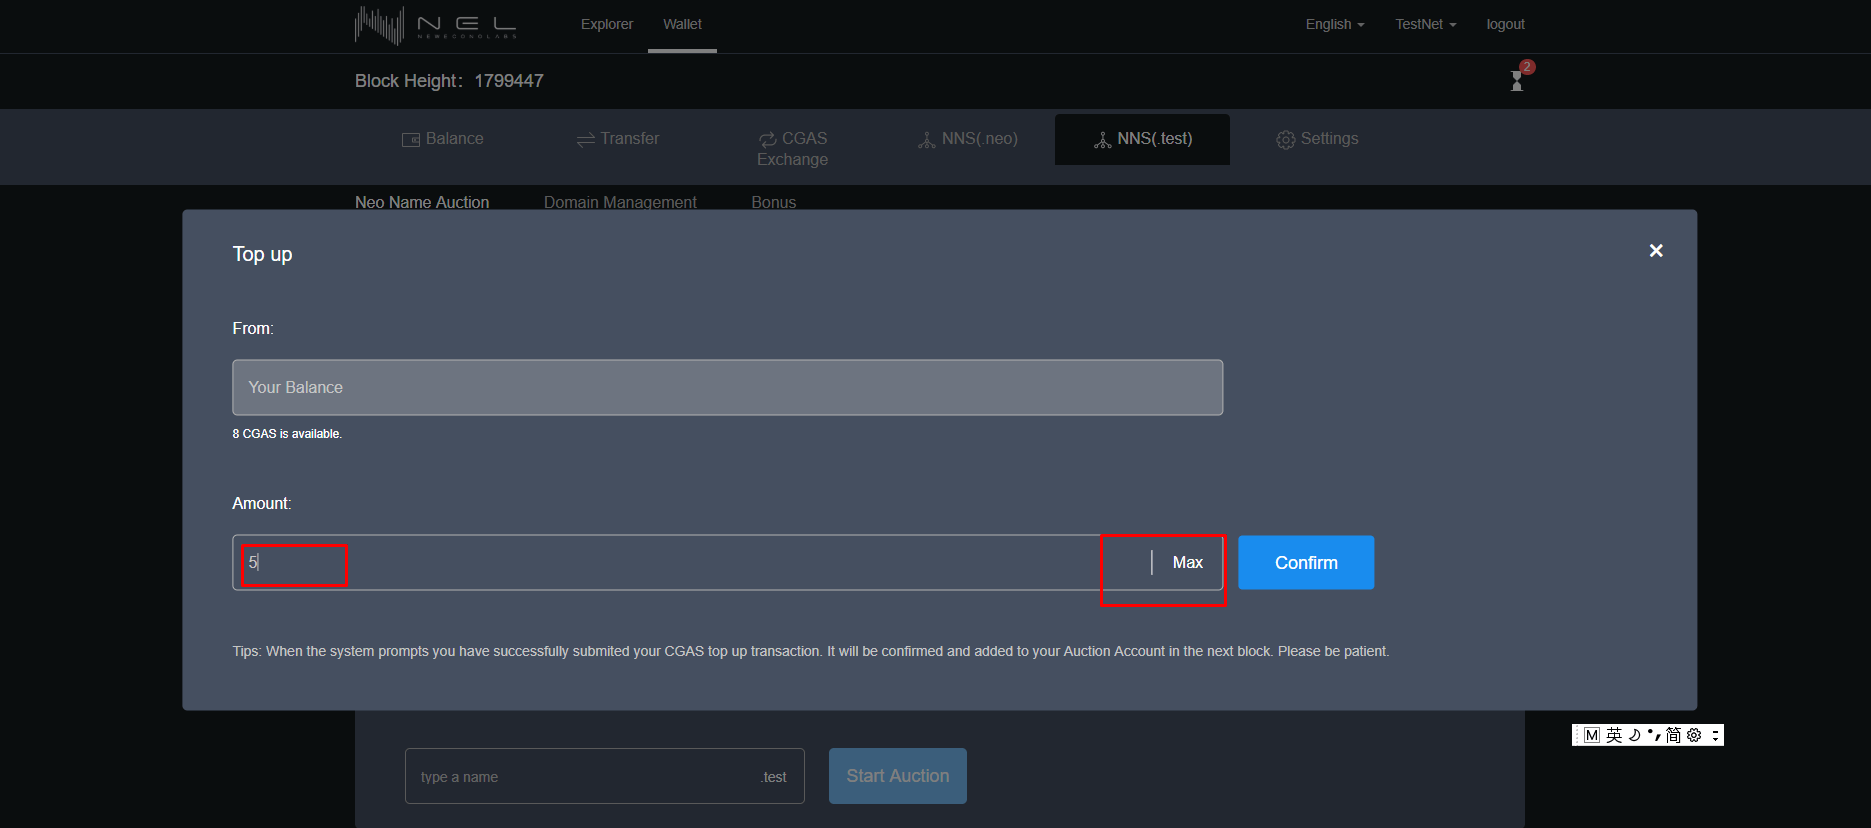 NEL
NEWECONOLABS
Explorer
Wallet
English
TestNet
logout
Block Height: 1799447
2
Balance
Transfer
CGAS
Exchange
NNS(.neo)
NNS(.test)
Settings
Neo Name Auction
Domain Management
Bonus
Top up
×
From:
Your Balance
8 CGAS is available.
Amount:
5
Max
Confirm
Tips: When the system prompts you have successfully submited your CGAS top up transaction. It will be confirmed and added to your Auction Account in the next block. Please be patient.
M 英 简
type a name
.test
Start Auction